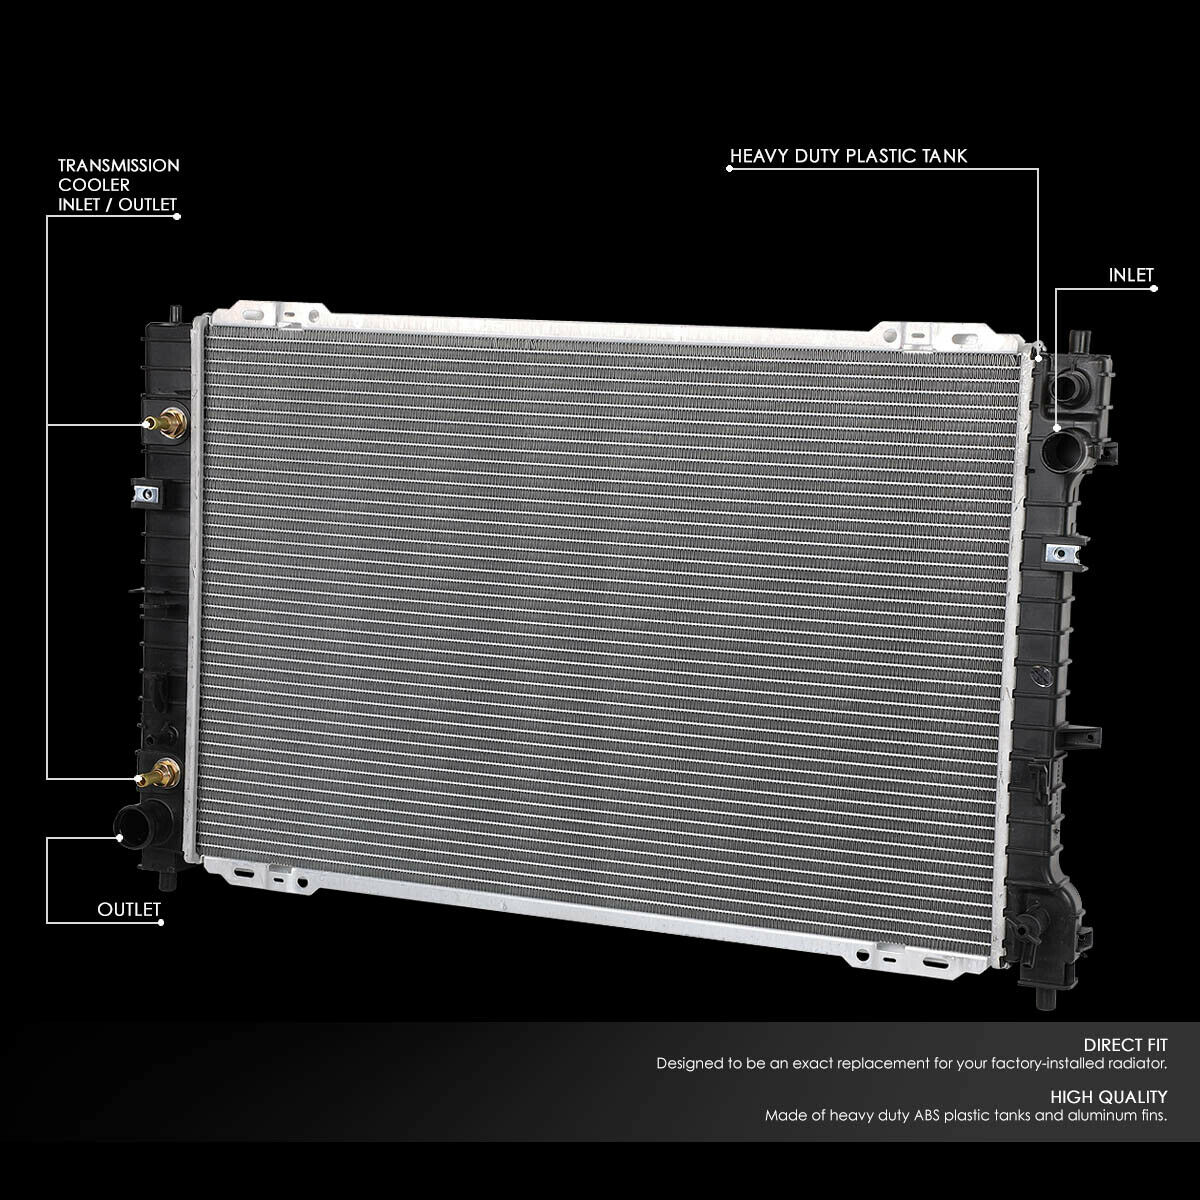 TRANSMISSION
COOLER
INLET / OUTLET
HEAVY DUTY PLASTIC TANK
INLET
OUTLET
DIRECT FIT
Designed to be an exact replacement for your factory-installed radiator.
HIGH QUALITY
Made of heavy duty ABS plastic tanks and aluminum fins.